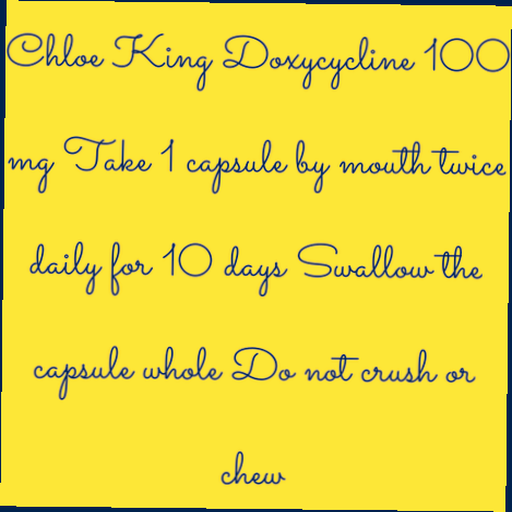 Chloe King Doxycycline 100
mg Take 1 capsule by mouth twice
daily for 10 days Swallow the
capsule whole Do not crush or
chew